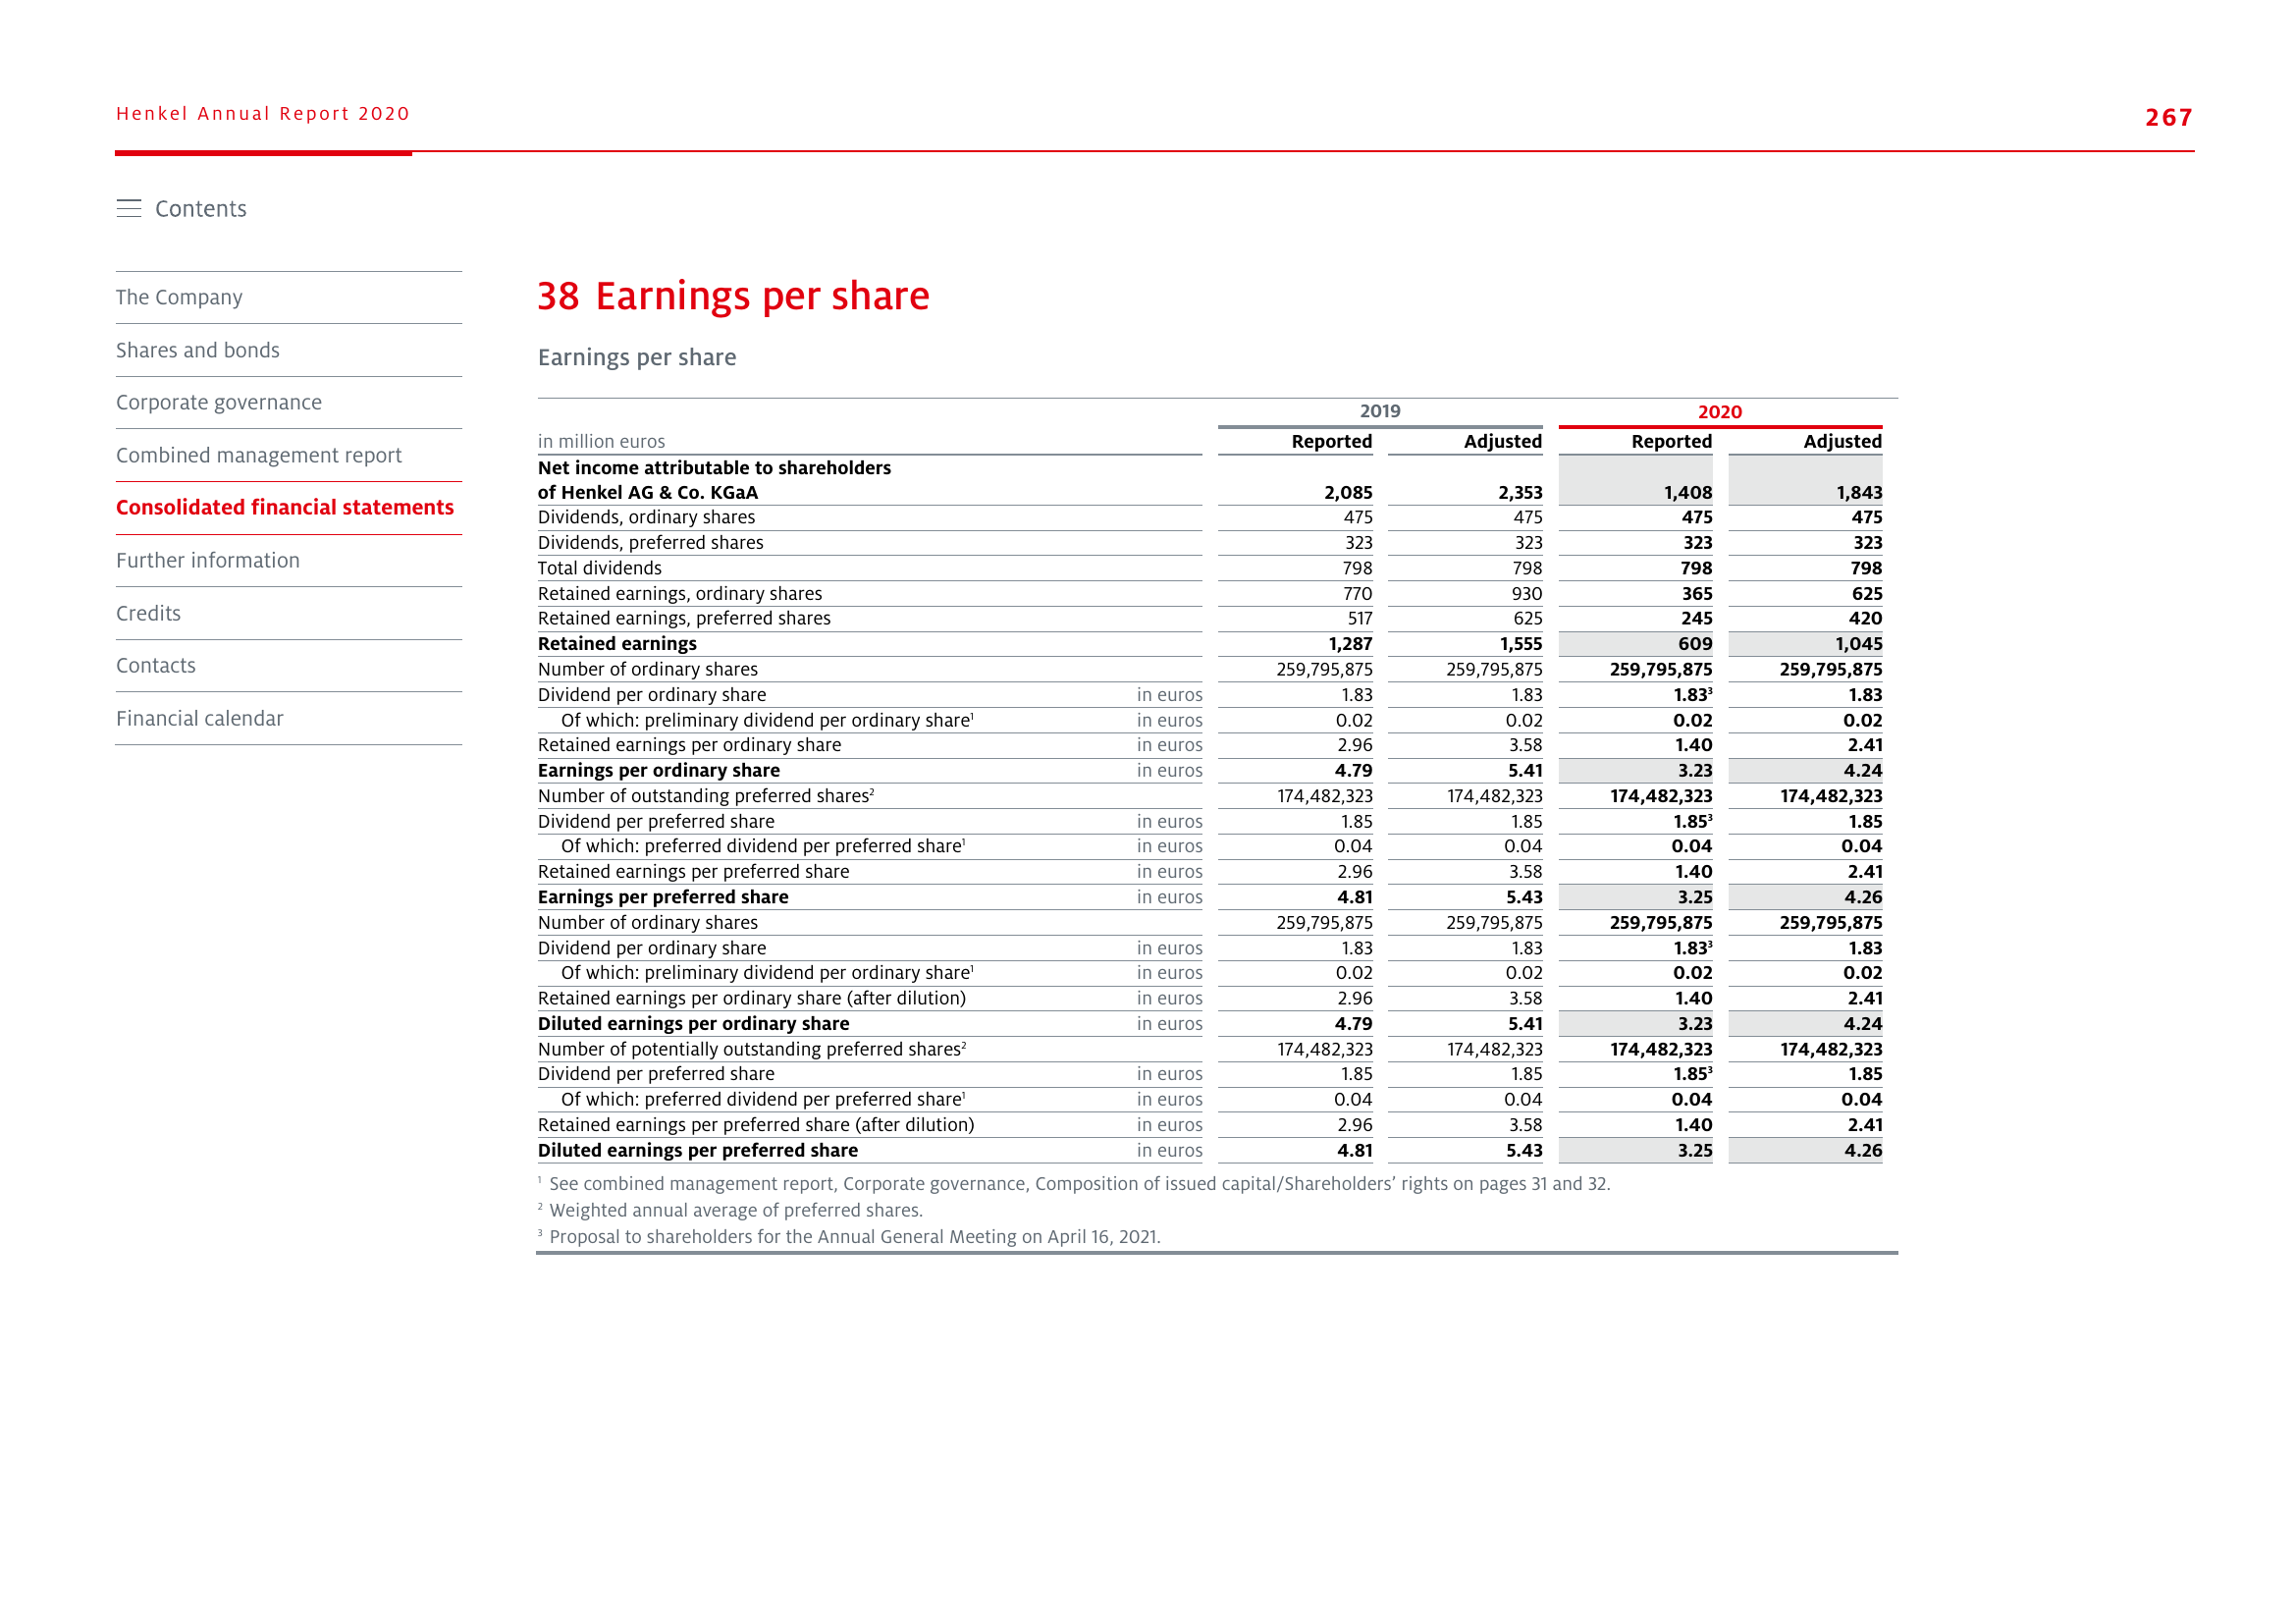 Henkel Annual Report 2020
267
Contents
The Company
Shares and bonds
Corporate governance
Combined management report
Consolidated financial statements
Further information
Credits
Contacts
Financial calendar
38 Earnings per share
Earnings per share
2019 2020
in million euros Reported Adjusted Reported Adjusted
Net income attributable to shareholders
of Henkel AG & Co. KGaA 2,085 2,353 1,408 1,843
Dividends, ordinary shares 475 475 475 475
Dividends, preferred shares 323 323 323 323
Total dividends 798 798 798 798
Retained earnings, ordinary shares 770 930 365 625
Retained earnings, preferred shares 517 625 245 420
Retained earnings 1,287 1,555 609 1,045
Number of ordinary shares 259,795,875 259,795,875 259,795,875 259,795,875
Dividend per ordinary share in euros 1.83 1.83 1.83³ 1.83
Of which: preliminary dividend per ordinary share¹ in euros 0.02 0.02 0.02 0.02
Retained earnings per ordinary share in euros 2.96 3.58 1.40 2.41
Earnings per ordinary share in euros 4.79 5.41 3.23 4.24
Number of outstanding preferred shares² 174,482,323 174,482,323 174,482,323 174,482,323
Dividend per preferred share in euros 1.85 1.85 1.85³ 1.85
Of which: preferred dividend per preferred share¹ in euros 0.04 0.04 0.04 0.04
Retained earnings per preferred share in euros 2.96 3.58 1.40 2.41
Earnings per preferred share in euros 4.81 5.43 3.25 4.26
Number of ordinary shares 259,795,875 259,795,875 259,795,875 259,795,875
Dividend per ordinary share in euros 1.83 1.83 1.83³ 1.83
Of which: preliminary dividend per ordinary share¹ in euros 0.02 0.02 0.02 0.02
Retained earnings per ordinary share (after dilution) in euros 2.96 3.58 1.40 2.41
Diluted earnings per ordinary share in euros 4.79 5.41 3.23 4.24
Number of potentially outstanding preferred shares² 174,482,323 174,482,323 174,482,323 174,482,323
Dividend per preferred share in euros 1.85 1.85 1.85³ 1.85
Of which: preferred dividend per preferred share¹ in euros 0.04 0.04 0.04 0.04
Retained earnings per preferred share (after dilution) in euros 2.96 3.58 1.40 2.41
Diluted earnings per preferred share in euros 4.81 5.43 3.25 4.26
¹ See combined management report, Corporate governance, Composition of issued capital/Shareholders’ rights on pages 31 and 32.
² Weighted annual average of preferred shares.
³ Proposal to shareholders for the Annual General Meeting on April 16, 2021.